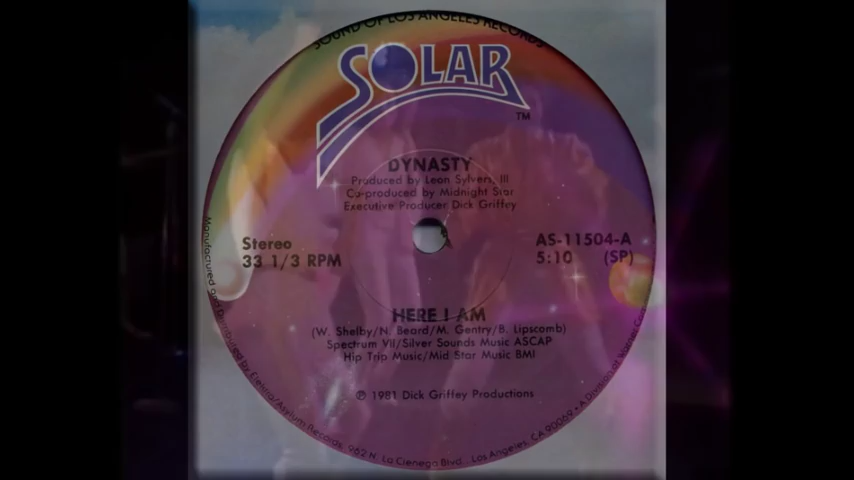 SOUND OF LOS ANGELES RECORDS
SOLAR
TM
DYNASTY
Produced by Leon Sylvers, III
Co-produced by Midnight Star
Executive Producer Dick Griffey
Stereo
33 1/3 RPM
AS-11504-A
5:10 (SP)
HERE I AM
(W. Shelby/N. Beard/M. Gentry/B. Lipscomb)
Spectrum VII/Silver Sounds Music ASCAP
Hip Trip Music/Mid Star Music BMI
℗ 1981 Dick Griffey Productions
Manufactured and Distributed by Elektra/Asylum Records, 962 N. La Cienega Blvd., Los Angeles, CA 90069 • A Division of Warner